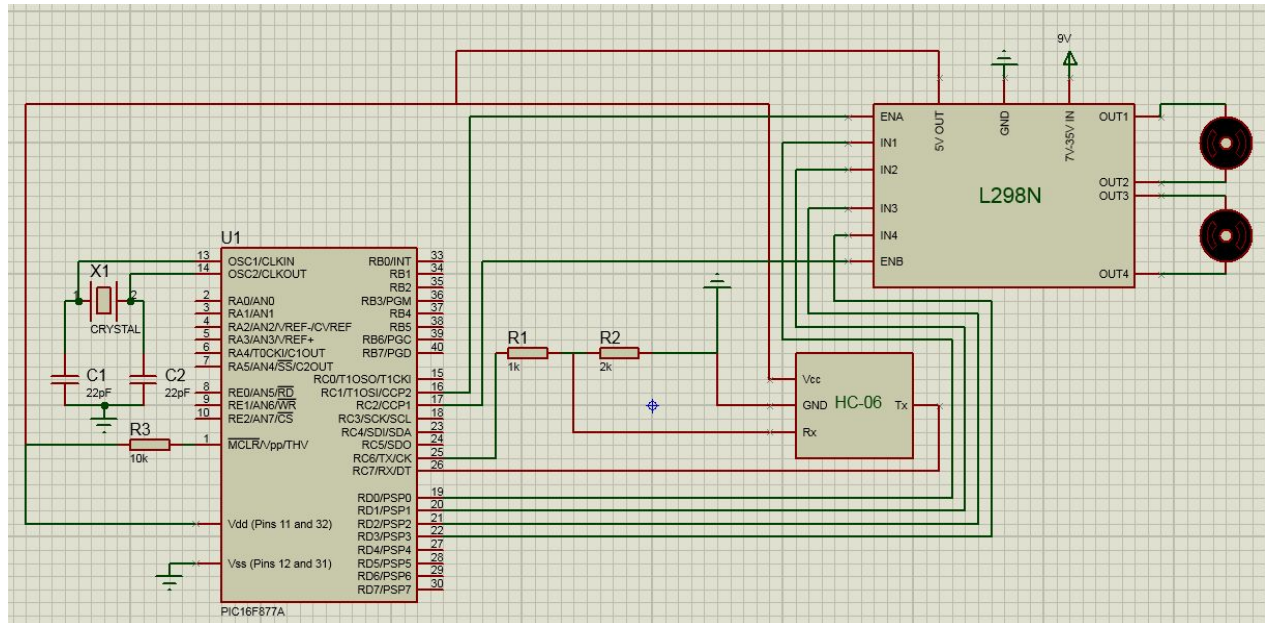 9V
ENA
IN1
IN2
IN3
IN4
ENB
5V OUT
GND
7V-35V IN
L298N
OUT1
OUT2
OUT3
OUT4
U1
13
14
2
3
4
5
6
7
8
9
10
1
OSC1/CLKIN
OSC2/CLKOUT
RA0/AN0
RA1/AN1
RA2/AN2/VREF-/CVREF
RA3/AN3/VREF+
RA4/T0CKI/C1OUT
RA5/AN4/SS/C2OUT
RE0/AN5/RD
RE1/AN6/WR
RE2/AN7/CS
MCLR/Vpp/THV
Vdd (Pins 11 and 32)
Vss (Pins 12 and 31)
RB0/INT
RB1
RB2
RB3/PGM
RB4
RB5
RB6/PGC
RB7/PGD
RC0/T1OSO/T1CKI
RC1/T1OSI/CCP2
RC2/CCP1
RC3/SCK/SCL
RC4/SDI/SDA
RC5/SDO
RC6/TX/CK
RC7/RX/DT
RD0/PSP0
RD1/PSP1
RD2/PSP2
RD3/PSP3
RD4/PSP4
RD5/PSP5
RD6/PSP6
RD7/PSP7
33
34
35
36
37
38
39
40
15
16
17
18
23
24
25
26
19
20
21
22
27
28
29
30
PIC16F877A
X1
1
2
CRYSTAL
C1
22pF
C2
22pF
R3
10k
R1
1k
R2
2k
Vcc
GND
Rx
HC-06
Tx